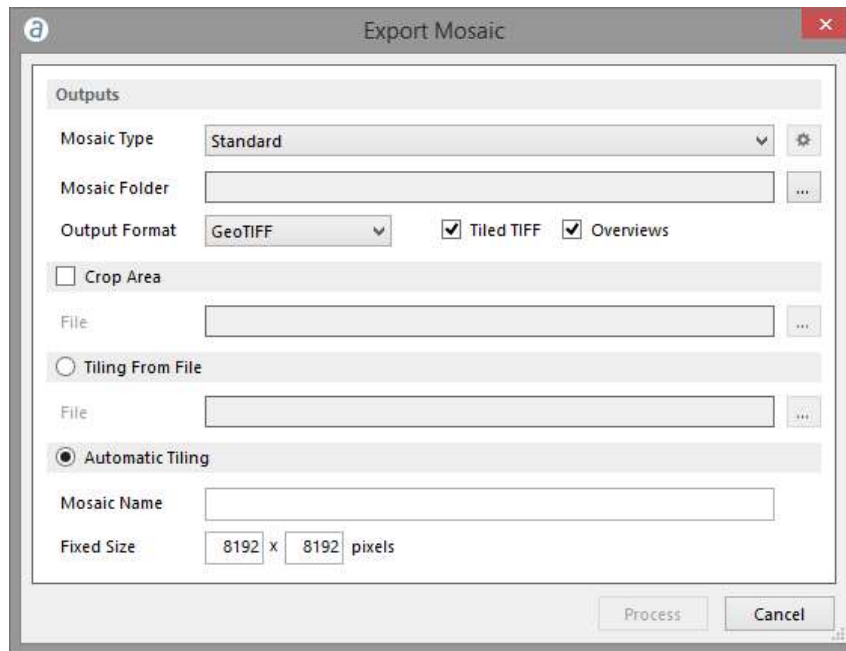 Export Mosaic
Outputs
Mosaic Type Standard
Mosaic Folder ...
Output Format GeoTIFF Tiled TIFF Overviews
Crop Area
File ...
Tiling From File
File ...
Automatic Tiling
Mosaic Name
Fixed Size 8192 x 8192 pixels
Process Cancel